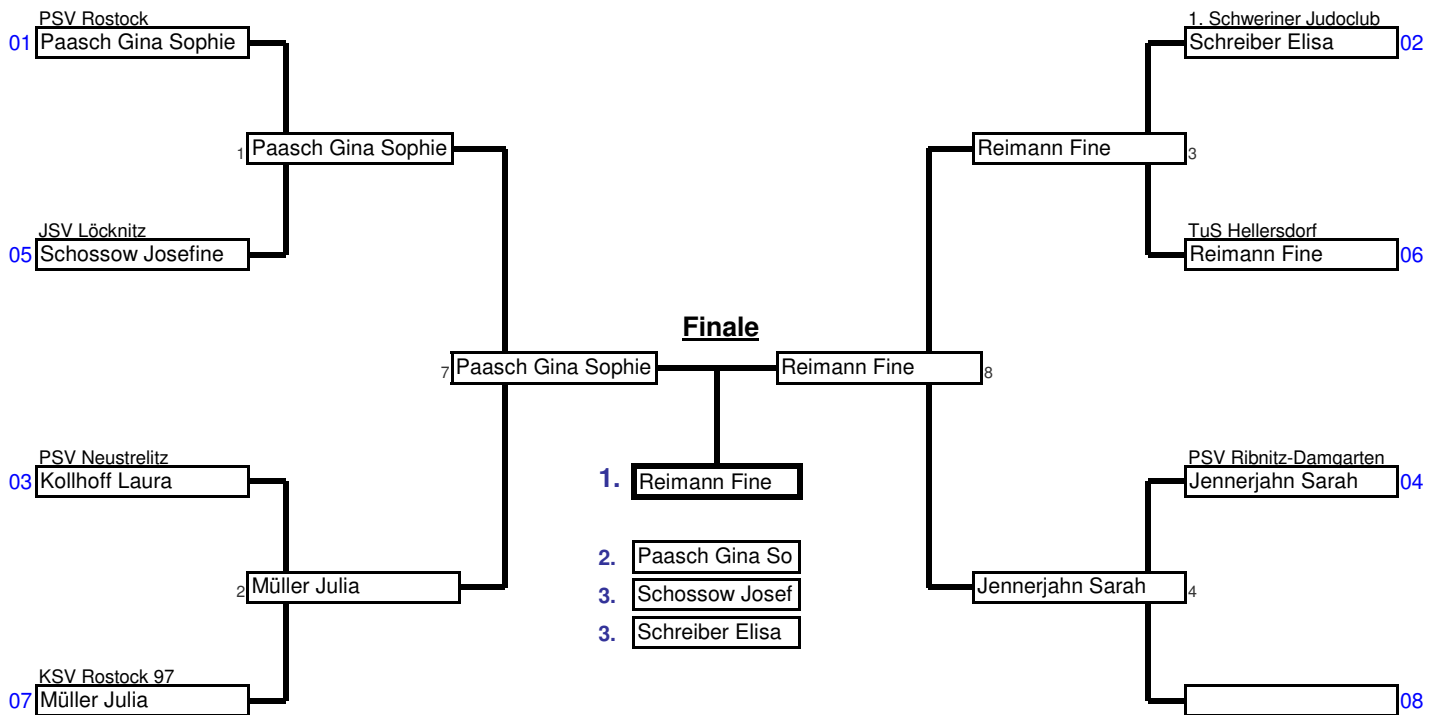 PSV Rostock
01 Paasch Gina Sophie
1 Paasch Gina Sophie
JSV Löcknitz
05 Schossow Josefine
7 Paasch Gina Sophie
PSV Neustrelitz
03 Kollhoff Laura
2 Müller Julia
KSV Rostock 97
07 Müller Julia
Finale
1. Reimann Fine
2. Paasch Gina So
3. Schossow Josef
3. Schreiber Elisa
1. Schweriner Judoclub
Schreiber Elisa 02
Reimann Fine 3
TuS Hellersdorf
Reimann Fine 06
Reimann Fine 8
PSV Ribnitz-Damgarten
Jennerjahn Sarah 04
Jennerjahn Sarah 4
08